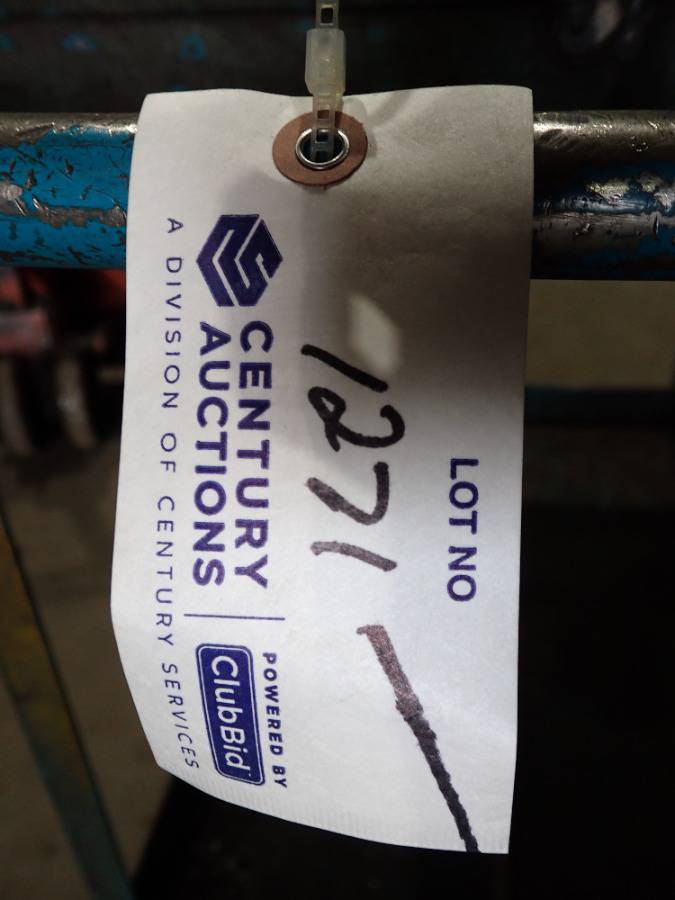 LOT NO
1271
CENTURY
AUCTIONS
A DIVISION OF CENTURY SERVICES
POWERED BY
ClubBid